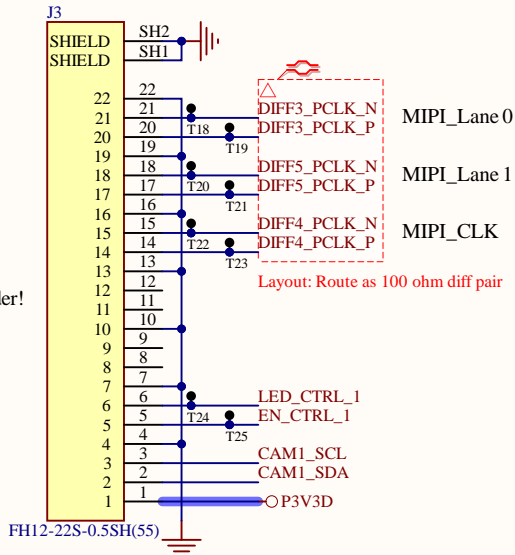 J3
SHIELD SH2
SHIELD SH1
22 22
21 21 T18 DIFF3_PCLK_N MIPI_Lane 0
20 20 T19 DIFF3_PCLK_P
19 19
18 18 T20 DIFF5_PCLK_N MIPI_Lane 1
17 17 T21 DIFF5_PCLK_P
16 16
15 15 T22 DIFF4_PCLK_N MIPI_CLK
14 14 T23 DIFF4_PCLK_P
13 13
Layout: Route as 100 ohm diff pair
12 12
der!
11 11
10 10
9 9
8 8
7 7
6 6 T24 LED_CTRL_1
5 5 T25 EN_CTRL_1
4 4
3 3 CAM1_SCL
2 2 CAM1_SDA
1 1 P3V3D
FH12-22S-0.5SH(55)